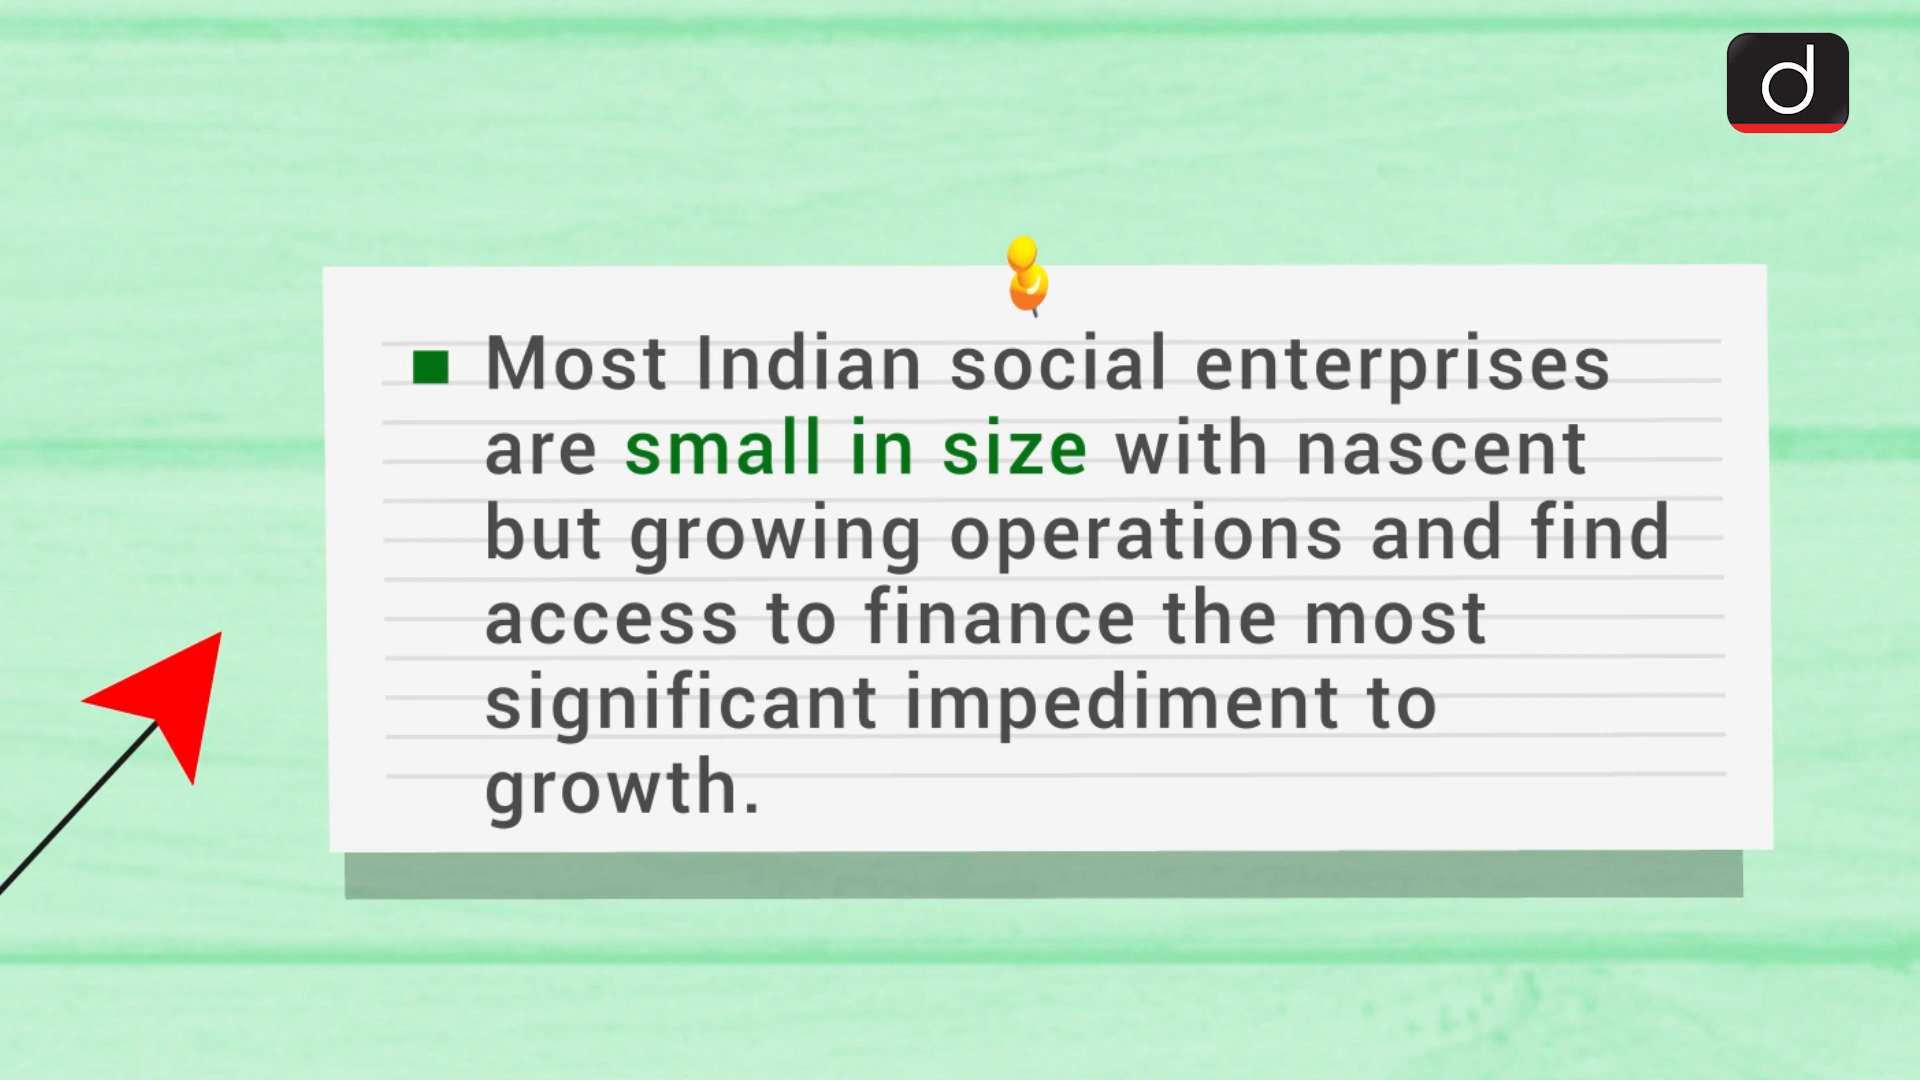 d
Most Indian social enterprises
are small in size with nascent
but growing operations and find
access to finance the most
significant impediment to
growth.